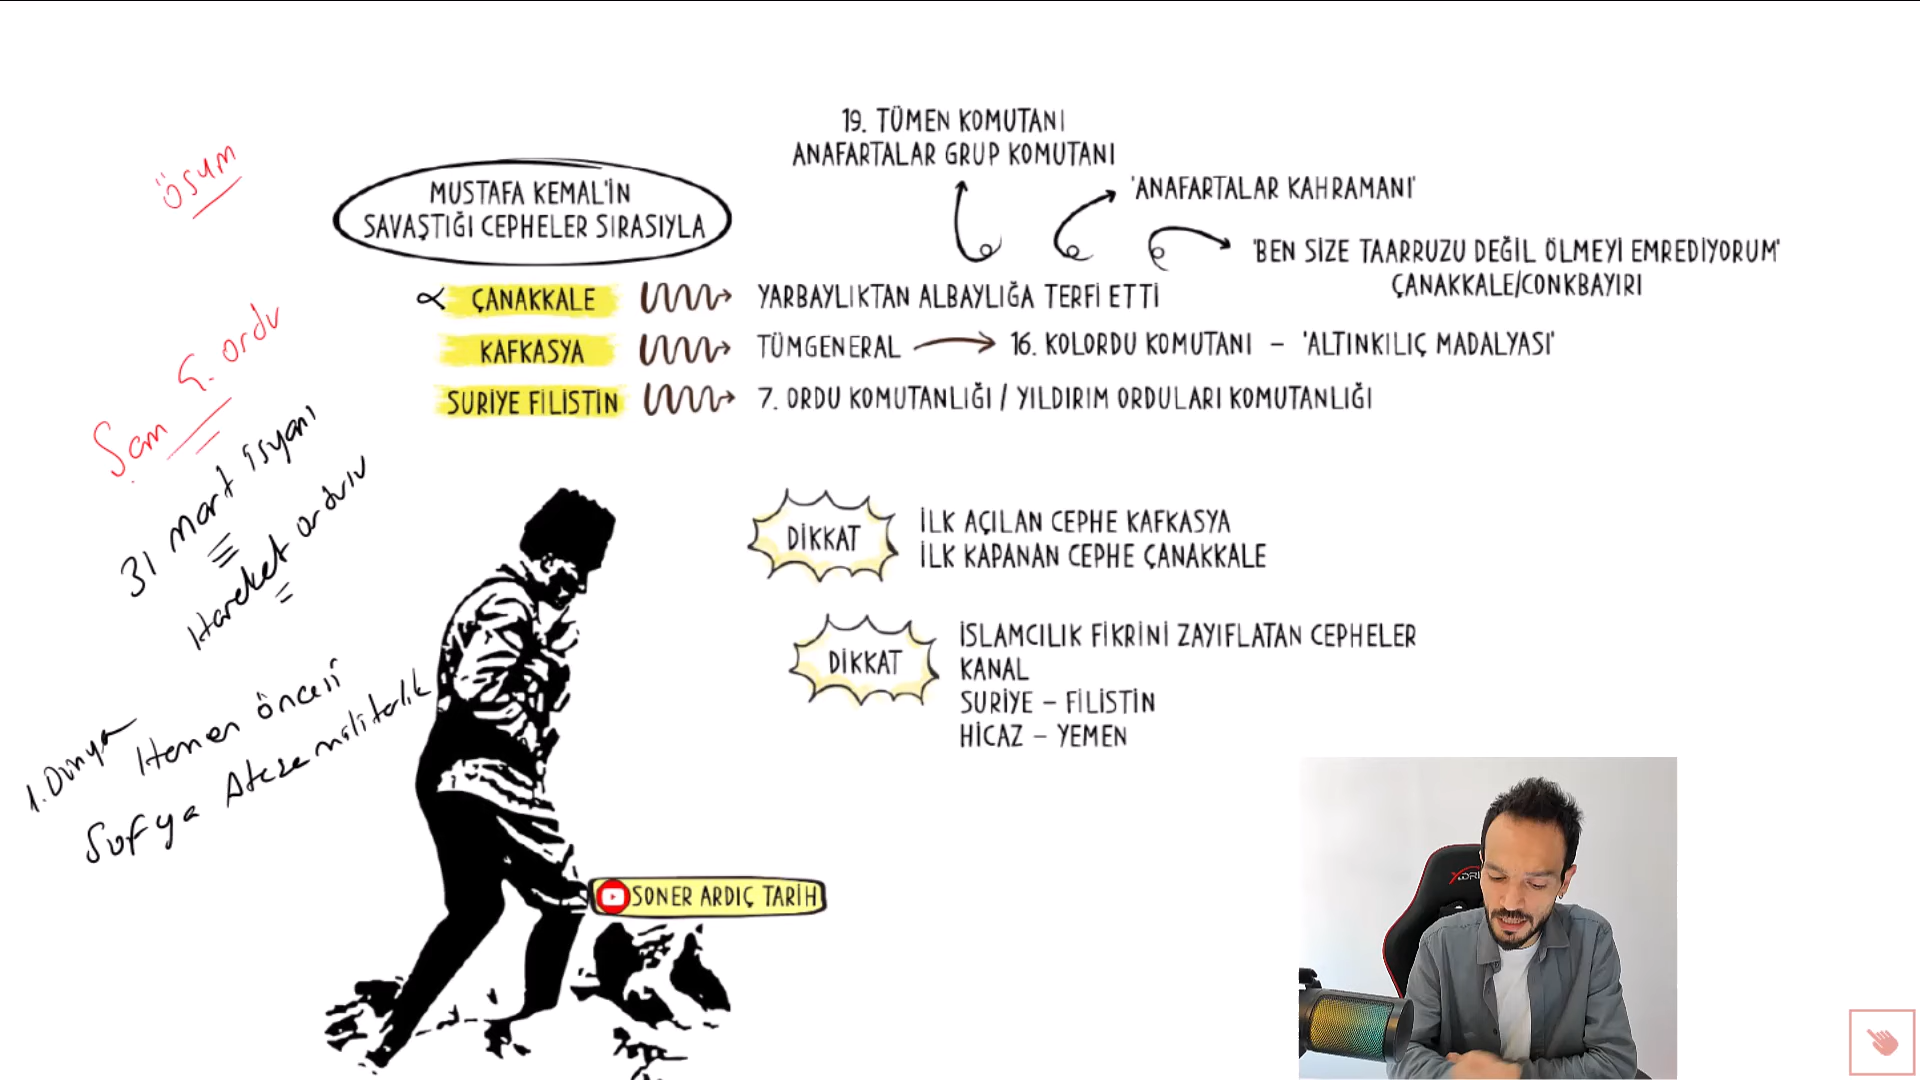 19. TÜMEN KOMUTANI
ANAFARTALAR GRUP KOMUTANI
ösym
MUSTAFA KEMAL'İN
SAVAŞTIĞI CEPHELER SIRASIYLA
'ANAFARTALAR KAHRAMANI'
'BEN SİZE TAARRUZU DEĞİL ÖLMEYİ EMREDİYORUM'
ÇANAKKALE/CONKBAYIRI
ÇANAKKALE YARBAYLIKTAN ALBAYLIĞA TERFİ ETTİ
KAFKASYA TÜMGENERAL 16. KOLORDU KOMUTANI – 'ALTINKILIÇ MADALYASI'
SURİYE FİLİSTİN 7. ORDU KOMUTANLIĞI / YILDIRIM ORDULARI KOMUTANLIĞI
Şam 5. ordu
31 mart isyanı
Hareket ordusu
DİKKAT
İLK AÇILAN CEPHE KAFKASYA
İLK KAPANAN CEPHE ÇANAKKALE
DİKKAT
İSLAMCILIK FİKRİNİ ZAYIFLATAN CEPHELER
KANAL
SURİYE – FİLİSTİN
HİCAZ – YEMEN
1. Dünya Hemen öncesi
Sofya Ateşemiliterlik
SONER ARDIÇ TARİH